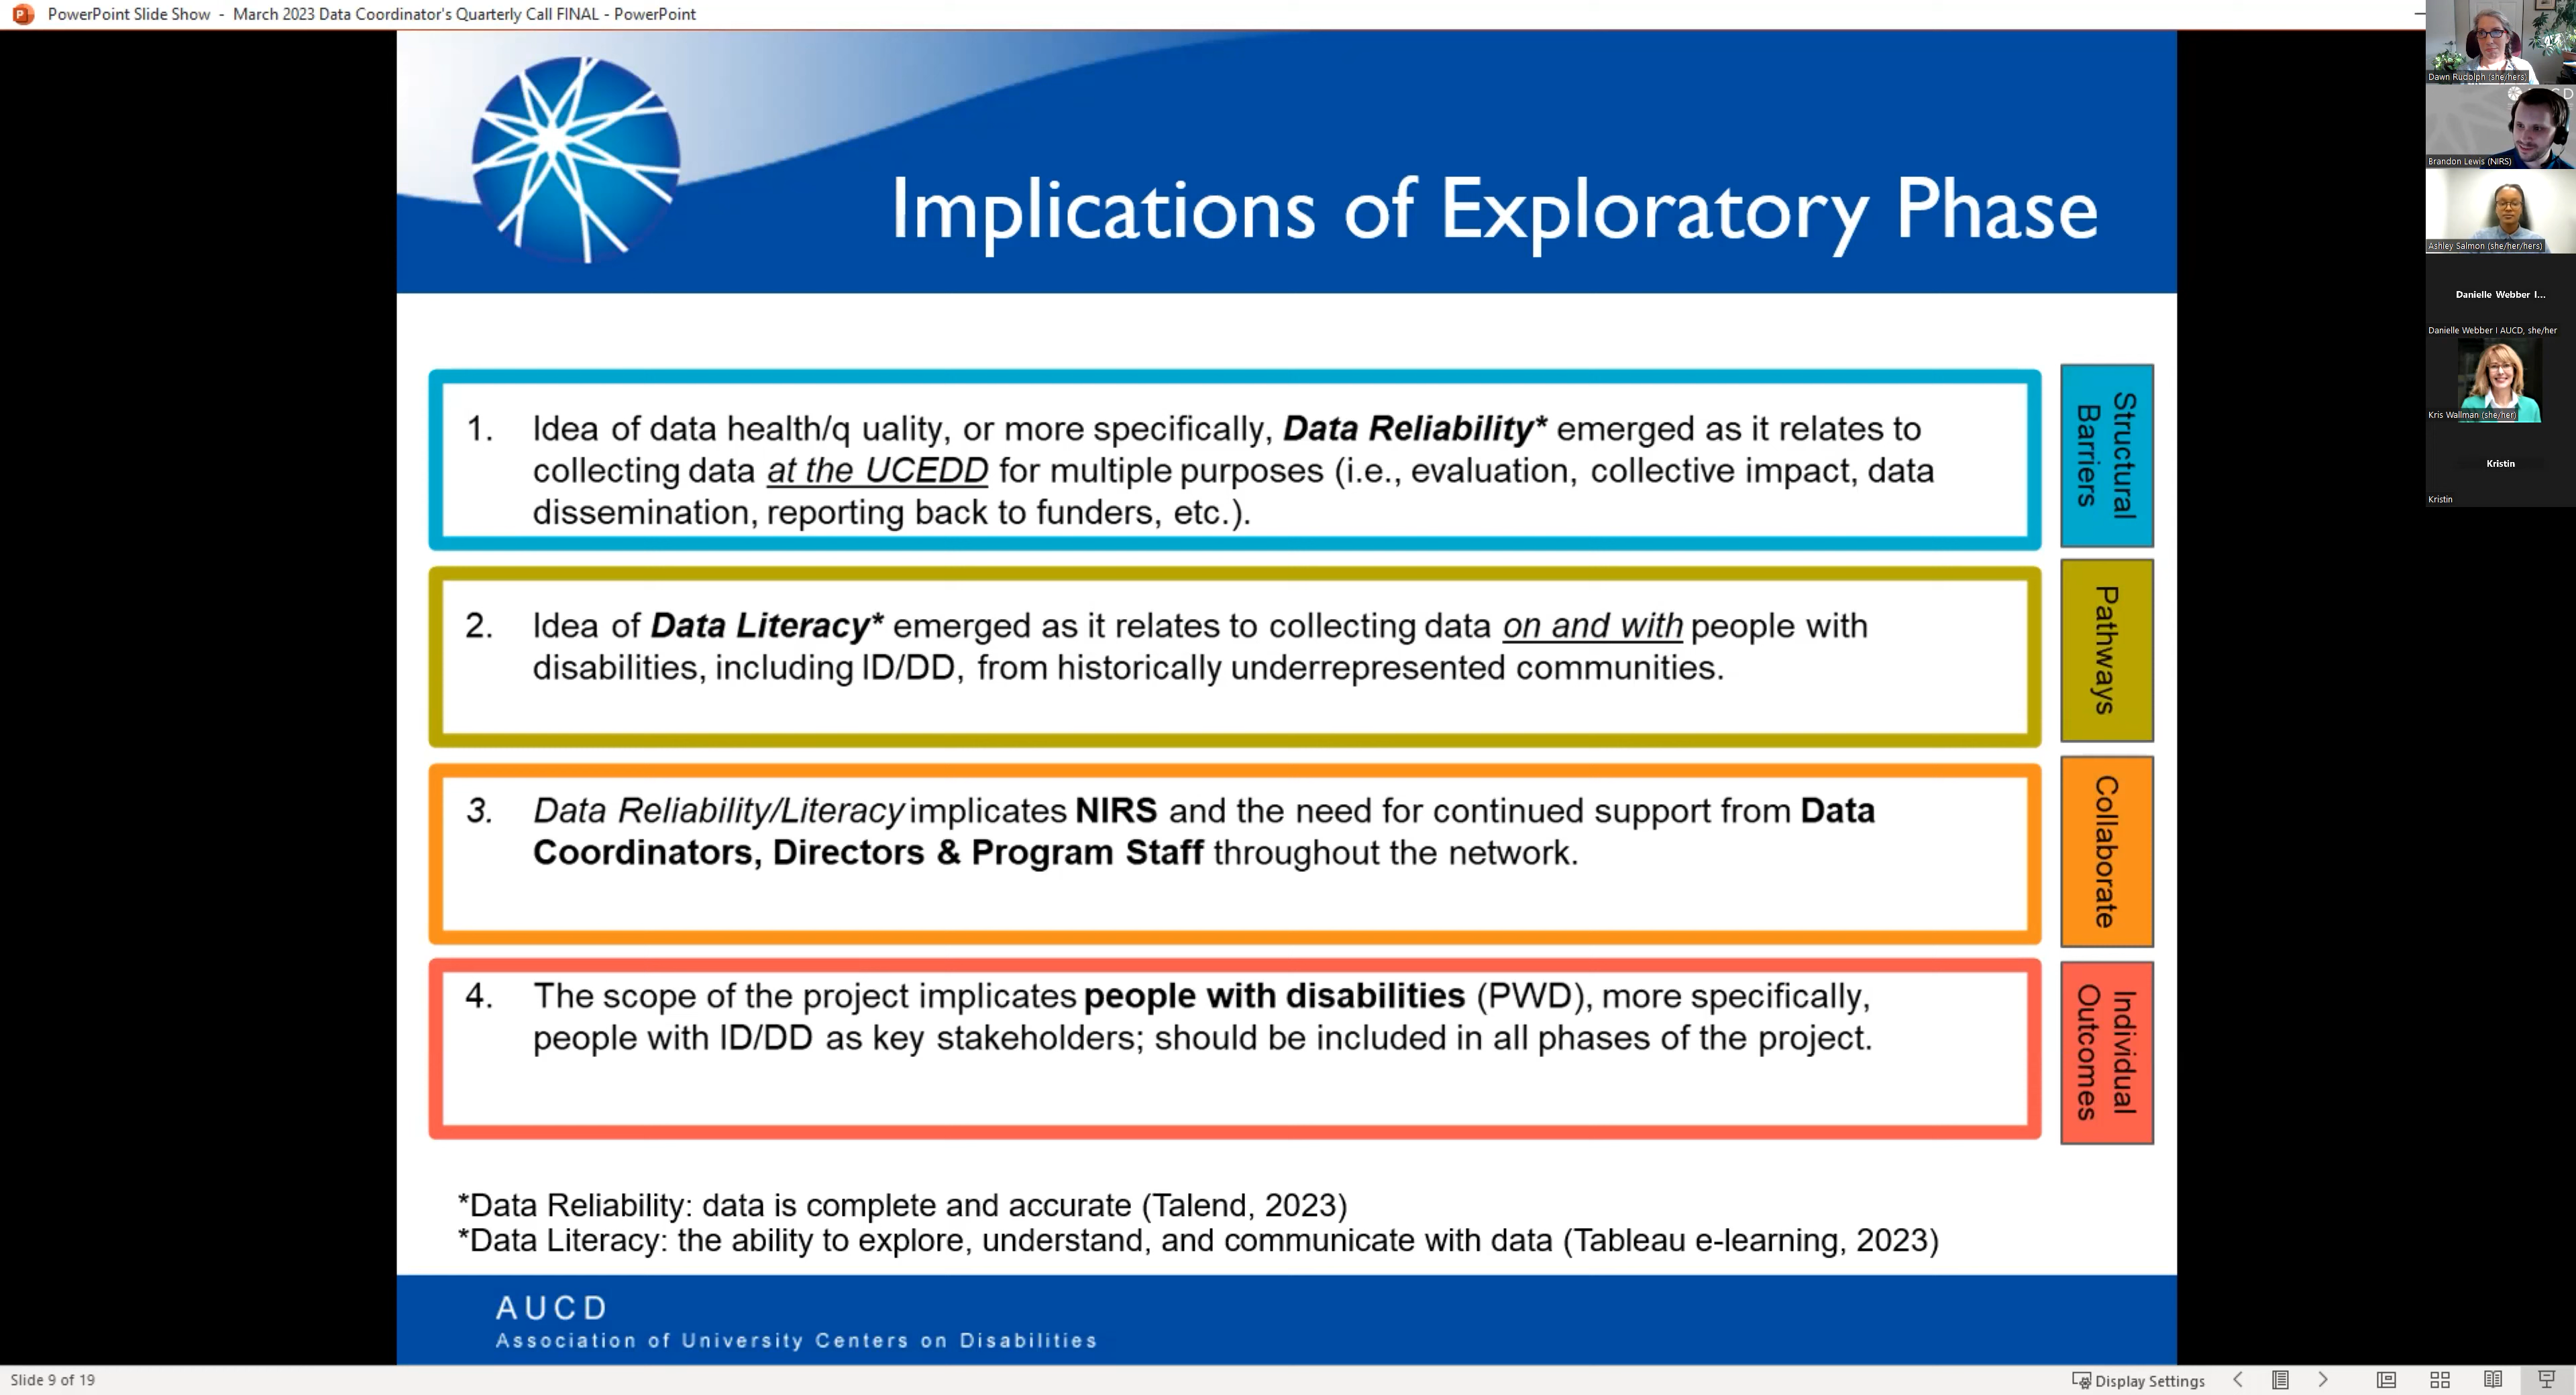 PowerPoint Slide Show - March 2023 Data Coordinator's Quarterly Call FINAL - PowerPoint
Implications of Exploratory Phase
1. Idea of data health/q uality, or more specifically, Data Reliability* emerged as it relates to
collecting data at the UCEDD for multiple purposes (i.e., evaluation, collective impact, data
dissemination, reporting back to funders, etc.).
Structural
Barriers
2. Idea of Data Literacy* emerged as it relates to collecting data on and with people with
disabilities, including ID/DD, from historically underrepresented communities.
Pathways
3. Data Reliability/Literacy implicates NIRS and the need for continued support from Data
Coordinators, Directors & Program Staff throughout the network.
Collaborate
4. The scope of the project implicates people with disabilities (PWD), more specifically,
people with ID/DD as key stakeholders; should be included in all phases of the project.
Individual
Outcomes
*Data Reliability: data is complete and accurate (Talend, 2023)
*Data Literacy: the ability to explore, understand, and communicate with data (Tableau e-learning, 2023)
AUCD
Association of University Centers on Disabilities
Slide 9 of 19
Display Settings
Dawn Rudolph (she/hers)
Brandon Lewis (NIRS)
Ashley Salmon (she/her/hers)
Danielle Webber I...
Danielle Webber I AUCD, she/her
Kris Wallman (she/her)
Kristin
Kristin